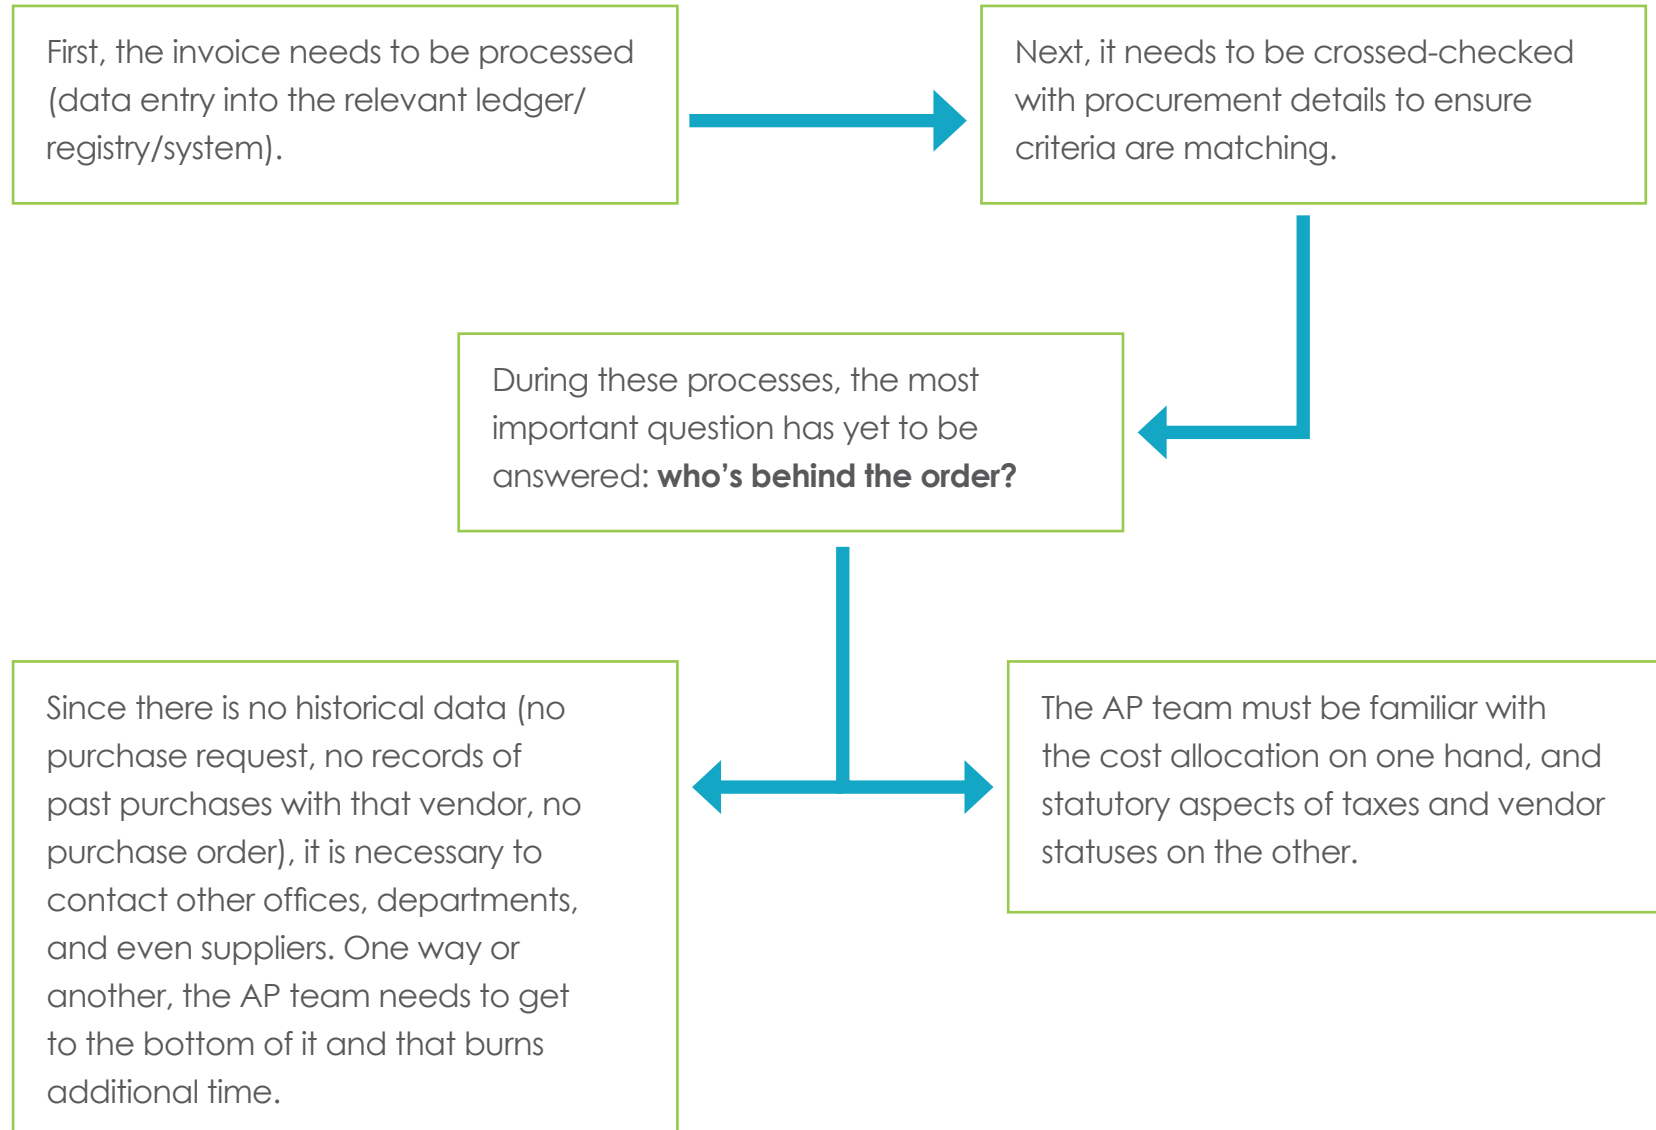 First, the invoice needs to be processed
(data entry into the relevant ledger/
registry/system).
Next, it needs to be crossed-checked
with procurement details to ensure
criteria are matching.
During these processes, the most
important question has yet to be
answered: who’s behind the order?
Since there is no historical data (no
purchase request, no records of
past purchases with that vendor, no
purchase order), it is necessary to
contact other offices, departments,
and even suppliers. One way or
another, the AP team needs to get
to the bottom of it and that burns
additional time.
The AP team must be familiar with
the cost allocation on one hand, and
statutory aspects of taxes and vendor
statuses on the other.